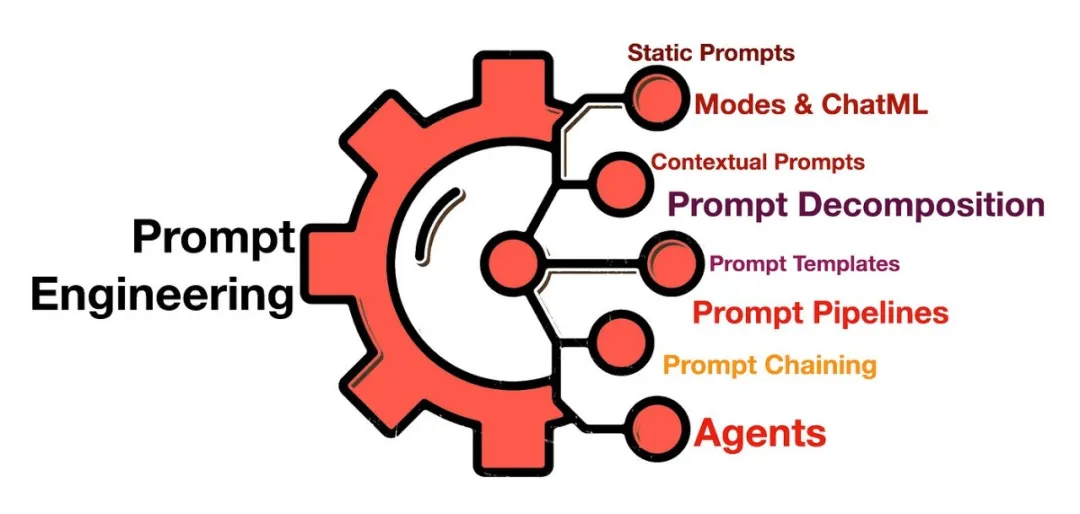 Prompt
Engineering
Static Prompts
Modes & ChatML
Contextual Prompts
Prompt Decomposition
Prompt Templates
Prompt Pipelines
Prompt Chaining
Agents